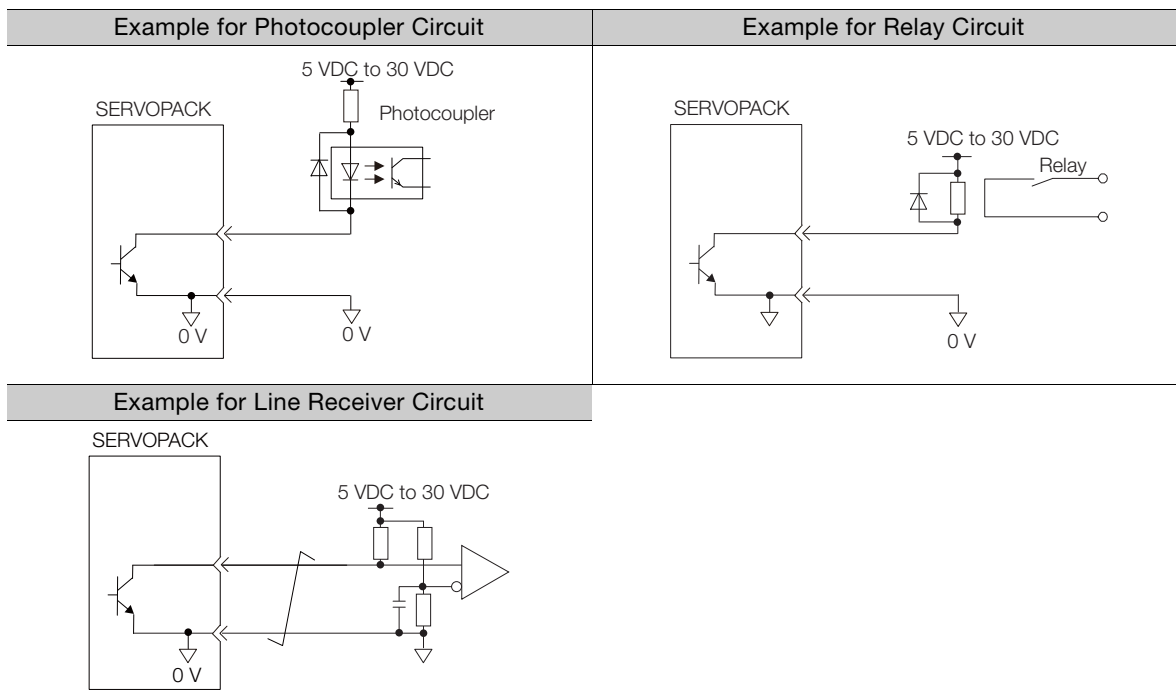 Example for Photocoupler Circuit
Example for Relay Circuit
5 VDC to 30 VDC
SERVOPACK
Photocoupler
0 V
0 V
SERVOPACK
5 VDC to 30 VDC
Relay
0 V
Example for Line Receiver Circuit
SERVOPACK
5 VDC to 30 VDC
0 V